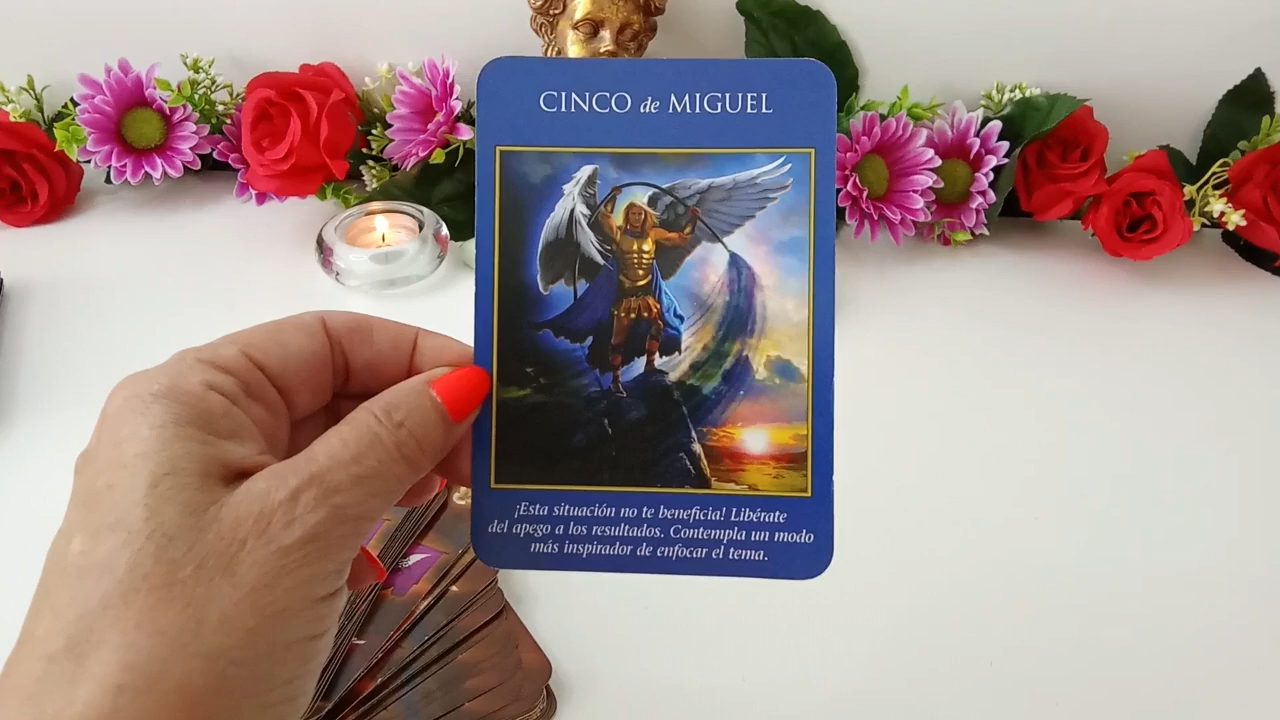 CINCO de MIGUEL
¡Esta situación no te beneficia! Libérate
del apego a los resultados. Contempla un modo
más inspirador de enfocar el tema.